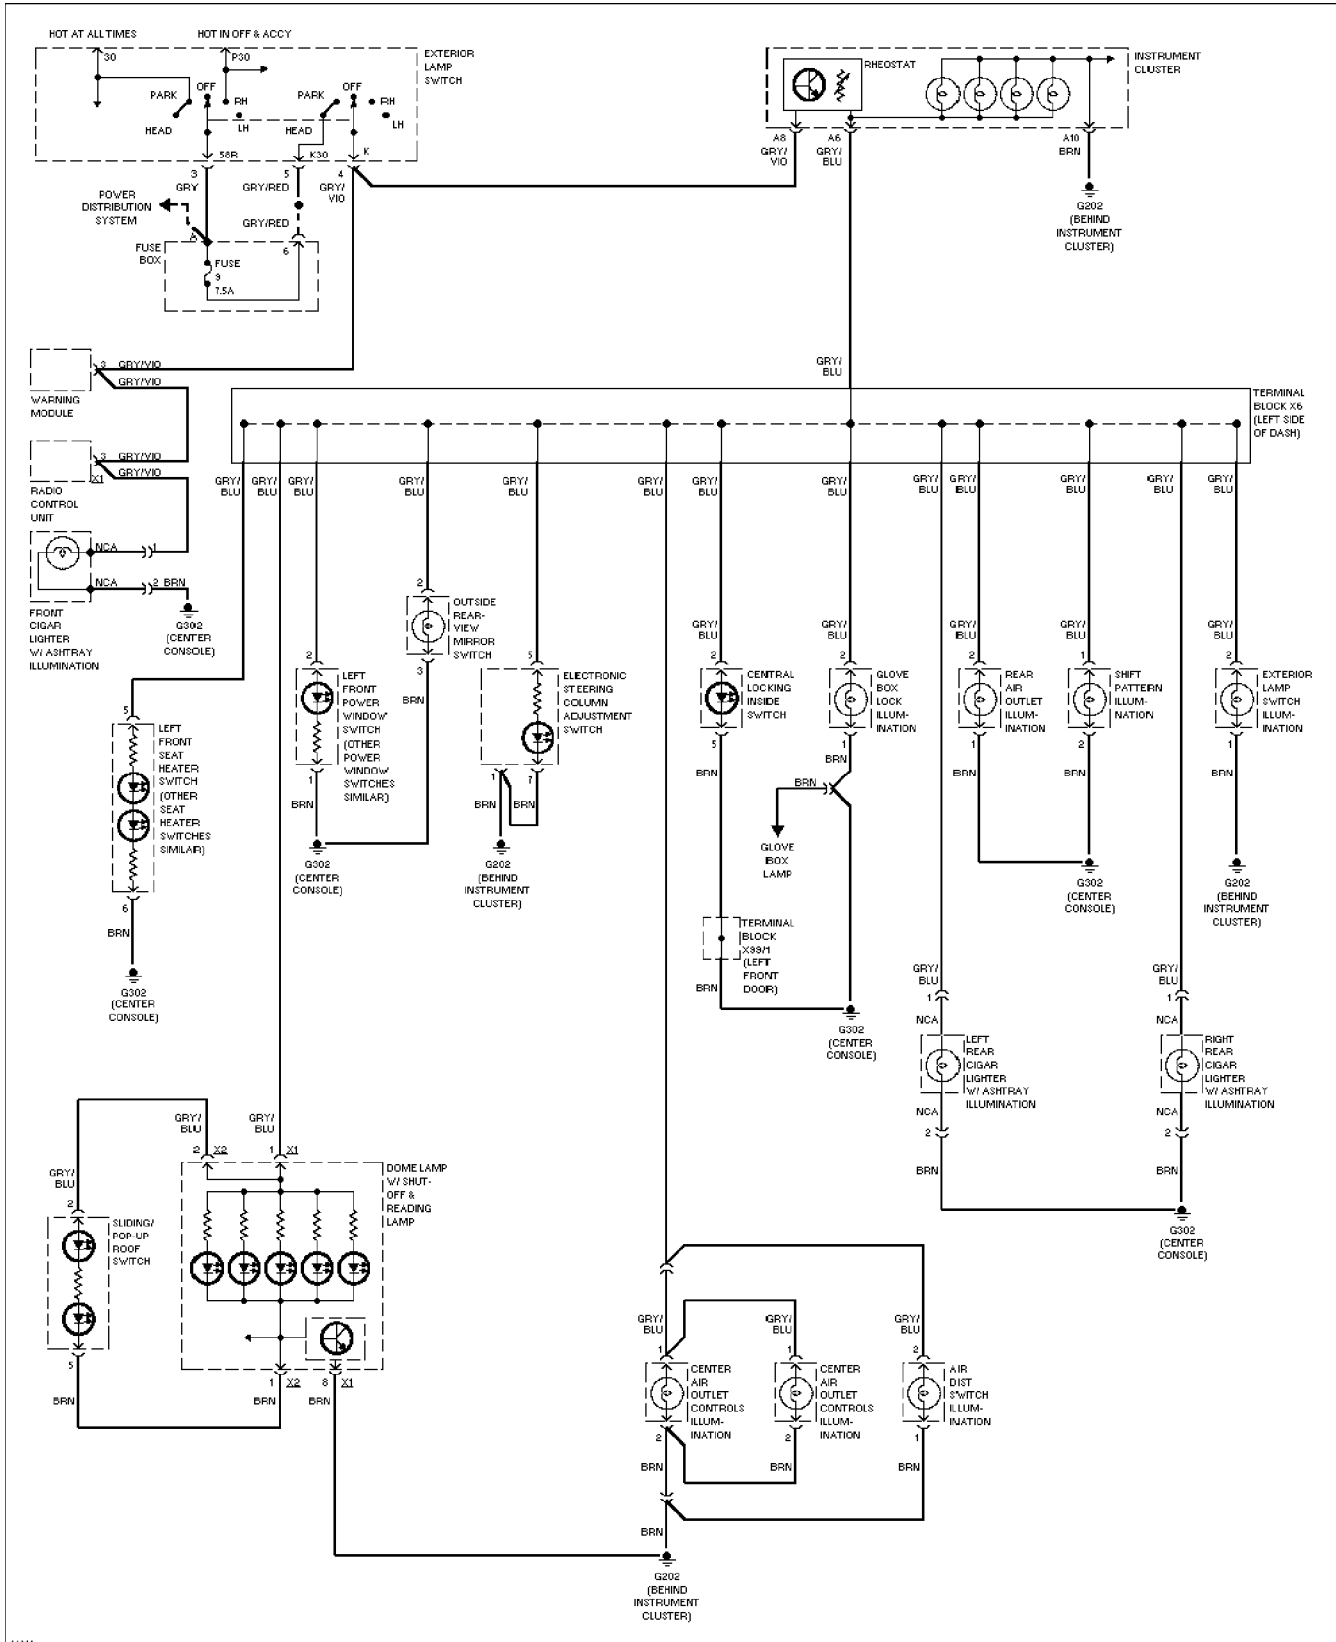 HOT AT ALL TIMES
HOT IN OFF & ACCY
30
P30
EXTERIOR
LAMP
SWITCH
OFF
PARK
RH
HEAD
LH
OFF
PARK
RH
HEAD
LH
58R
K30
K
3
5
4
GRY
GRY/RED
GRY/
VIO
POWER
DISTRIBUTION
SYSTEM
GRY/RED
A
6
FUSE
BOX
FUSE
9
7.5A
RHEOSTAT
INSTRUMENT
CLUSTER
A8
A6
A10
GRY/
VIO
GRY/
BLU
BRN
G202
(BEHIND
INSTRUMENT
CLUSTER)
3
GRY/VIO
GRY/VIO
WARNING
MODULE
3
GRY/VIO
GRY/VIO
X1
RADIO
CONTROL
UNIT
NCA
1
NCA
2
BRN
FRONT
CIGAR
LIGHTER
W/ ASHTRAY
ILLUMINATION
G302
(CENTER
CONSOLE)
GRY/
BLU
TERMINAL
BLOCK X6
(LEFT SIDE
OF DASH)
GRY/
BLU
GRY/
BLU
GRY/
BLU
GRY/
BLU
GRY/
BLU
GRY/
BLU
GRY/
BLU
GRY/
BLU
GRY/
BLU
GRY/
BLU
GRY/
BLU
GRY/
BLU
GRY/
BLU
5
LEFT
FRONT
SEAT
HEATER
SWITCH
(OTHER
SEAT
HEATER
SWITCHES
SIMILAR)
6
BRN
G302
(CENTER
CONSOLE)
2
LEFT
FRONT
POWER
WINDOW
SWITCH
(OTHER
POWER
WINDOW
SWITCHES
SIMILAR)
1
BRN
G302
(CENTER
CONSOLE)
2
OUTSIDE
REAR-
VIEW
MIRROR
SWITCH
3
BRN
5
ELECTRONIC
STEERING
COLUMN
ADJUSTMENT
SWITCH
1
7
BRN
BRN
G202
(BEHIND
INSTRUMENT
CLUSTER)
GRY/
BLU
2
CENTRAL
LOCKING
INSIDE
SWITCH
5
BRN
TERMINAL
BLOCK
X99/1
(LEFT
FRONT
DOOR)
BRN
GRY/
BLU
2
GLOVE
BOX
LOCK
ILLUM-
INATION
1
BRN
BRN
GLOVE
BOX
LAMP
G302
(CENTER
CONSOLE)
GRY/
BLU
2
REAR
AIR
OUTLET
ILLUM-
INATION
1
BRN
GRY/
BLU
1
SHIFT
PATTERN
ILLUM-
INATION
2
BRN
G302
(CENTER
CONSOLE)
GRY/
BLU
2
EXTERIOR
LAMP
SWITCH
ILLUM-
INATION
1
BRN
G202
(BEHIND
INSTRUMENT
CLUSTER)
GRY/
BLU
1
NCA
LEFT
REAR
CIGAR
LIGHTER
W/ ASHTRAY
ILLUMINATION
NCA
2
BRN
GRY/
BLU
1
NCA
RIGHT
REAR
CIGAR
LIGHTER
W/ ASHTRAY
ILLUMINATION
NCA
2
BRN
G302
(CENTER
CONSOLE)
GRY/
BLU
GRY/
BLU
2 X2
1 X1
DOME LAMP
W/ SHUT-
OFF &
READING
LAMP
GRY/
BLU
2
SLIDING/
POP-UP
ROOF
SWITCH
5
BRN
1 X2
8 X1
BRN
BRN
GRY/
BLU
GRY/
BLU
GRY/
BLU
1
1
2
CENTER
AIR
OUTLET
CONTROLS
ILLUM-
INATION
CENTER
AIR
OUTLET
CONTROLS
ILLUM-
INATION
AIR
DIST
SWITCH
ILLUM-
INATION
2
2
1
BRN
BRN
BRN
BRN
G202
(BEHIND
INSTRUMENT
CLUSTER)